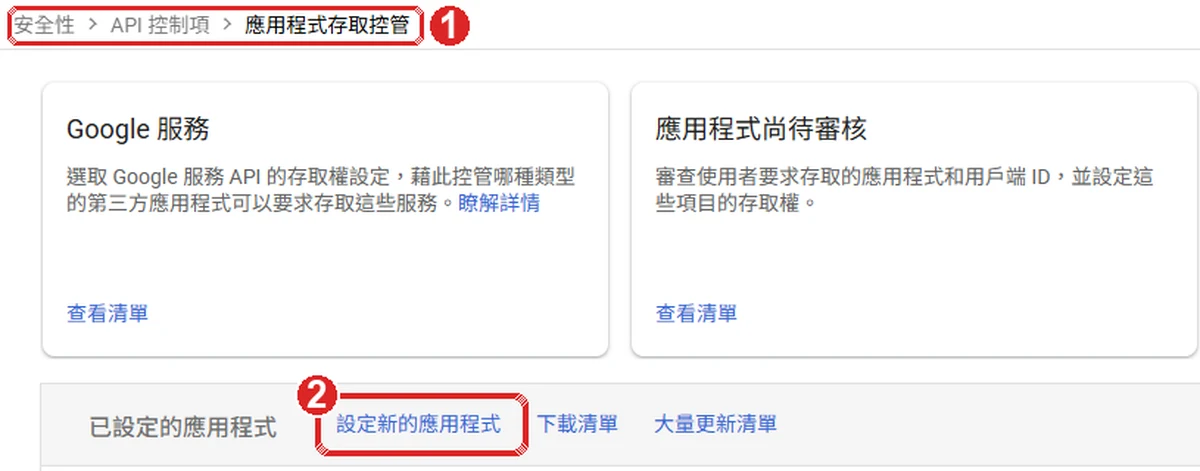 安全性 > API 控制項 > 應用程式存取控管 1
Google 服務
選取 Google 服務 API 的存取權設定，藉此控管哪種類型
的第三方應用程式可以要求存取這些服務。瞭解詳情
查看清單
應用程式尚待審核
審查使用者要求存取的應用程式和用戶端 ID，並設定這
些項目的存取權。
查看清單
2
已設定的應用程式 設定新的應用程式 下載清單 大量更新清單